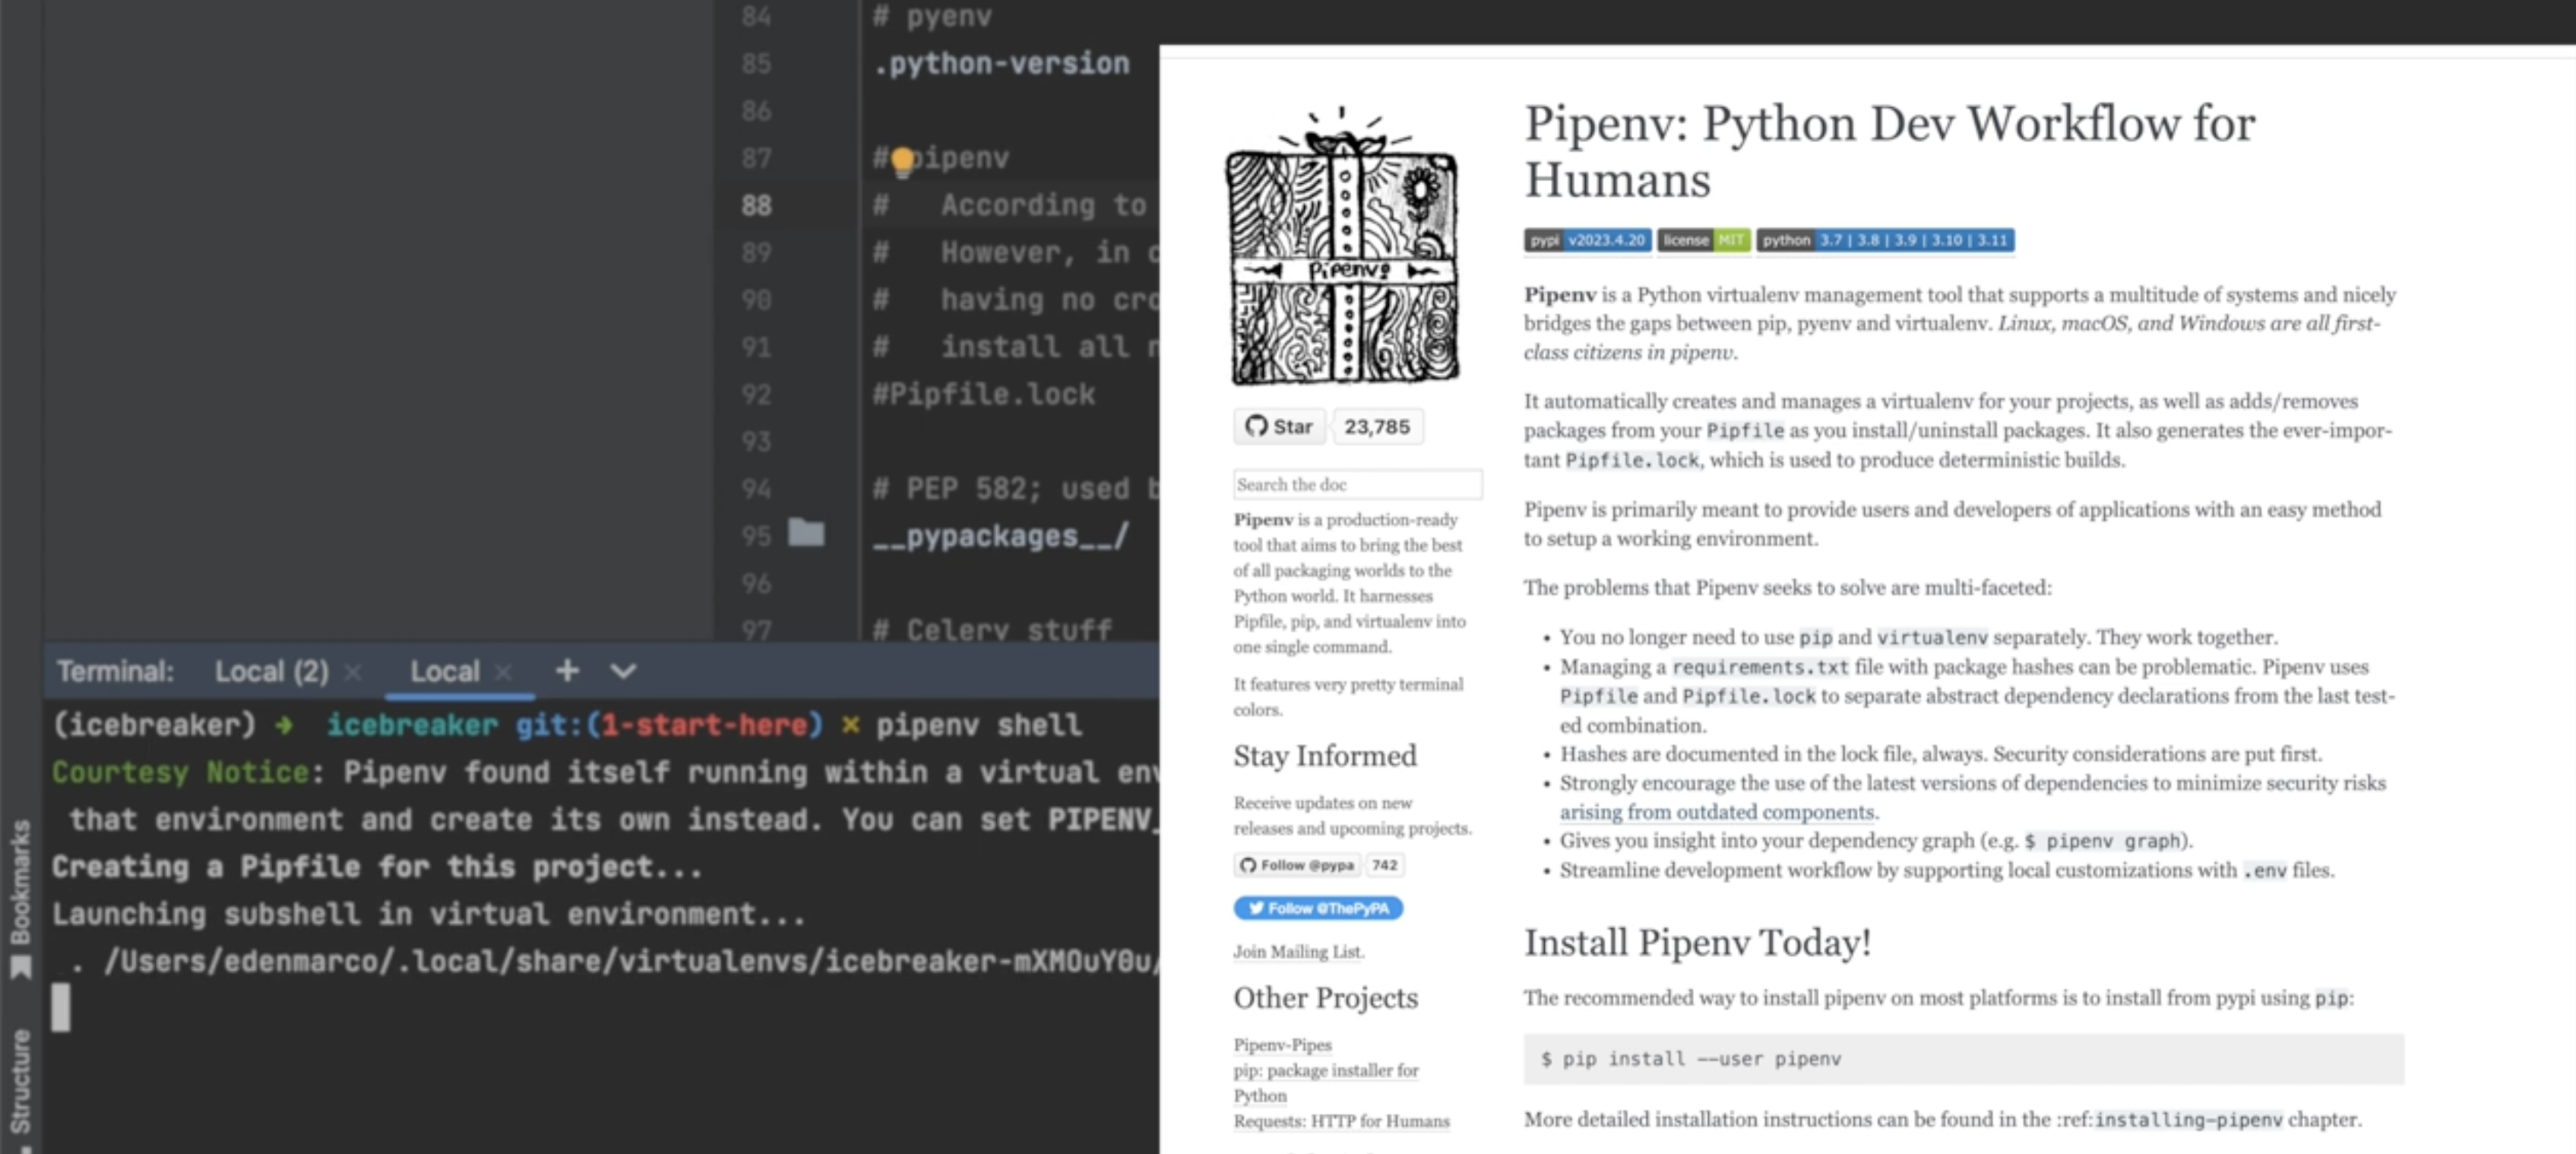 84 # pyenv
85 .python-version
86
87 # pipenv
88 # According to
89 # However, in c
90 # having no cro
91 # install all n
92 #Pipfile.lock
93
94 # PEP 582; used b
95 __pypackages__/
96
97 # Celery stuff
Bookmarks
Structure
Terminal: Local (2) × Local × +
(icebreaker) ➜ icebreaker git:(1-start-here) × pipenv shell
Courtesy Notice: Pipenv found itself running within a virtual env
that environment and create its own instead. You can set PIPENV_
Creating a Pipfile for this project...
Launching subshell in virtual environment...
. /Users/edenmarco/.local/share/virtualenvs/icebreaker-mXMOuY0u/
pipenv
Star 23,785
Search the doc
Pipenv is a production-ready
tool that aims to bring the best
of all packaging worlds to the
Python world. It harnesses
Pipfile, pip, and virtualenv into
one single command.
It features very pretty terminal
colors.
Stay Informed
Receive updates on new
releases and upcoming projects.
Follow @pypa 742
Follow @ThePyPA
Join Mailing List.
Other Projects
Pipenv-Pipes
pip: package installer for
Python
Requests: HTTP for Humans
Pipenv: Python Dev Workflow for
Humans
pypi v2023.4.20 license MIT python 3.7 | 3.8 | 3.9 | 3.10 | 3.11
Pipenv is a Python virtualenv management tool that supports a multitude of systems and nicely
bridges the gaps between pip, pyenv and virtualenv. Linux, macOS, and Windows are all first-
class citizens in pipenv.
It automatically creates and manages a virtualenv for your projects, as well as adds/removes
packages from your Pipfile as you install/uninstall packages. It also generates the ever-impor-
tant Pipfile.lock, which is used to produce deterministic builds.
Pipenv is primarily meant to provide users and developers of applications with an easy method
to setup a working environment.
The problems that Pipenv seeks to solve are multi-faceted:
• You no longer need to use pip and virtualenv separately. They work together.
• Managing a requirements.txt file with package hashes can be problematic. Pipenv uses
Pipfile and Pipfile.lock to separate abstract dependency declarations from the last test-
ed combination.
• Hashes are documented in the lock file, always. Security considerations are put first.
• Strongly encourage the use of the latest versions of dependencies to minimize security risks
arising from outdated components.
• Gives you insight into your dependency graph (e.g. $ pipenv graph).
• Streamline development workflow by supporting local customizations with .env files.
Install Pipenv Today!
The recommended way to install pipenv on most platforms is to install from pypi using pip:
$ pip install --user pipenv
More detailed installation instructions can be found in the :ref:installing-pipenv chapter.